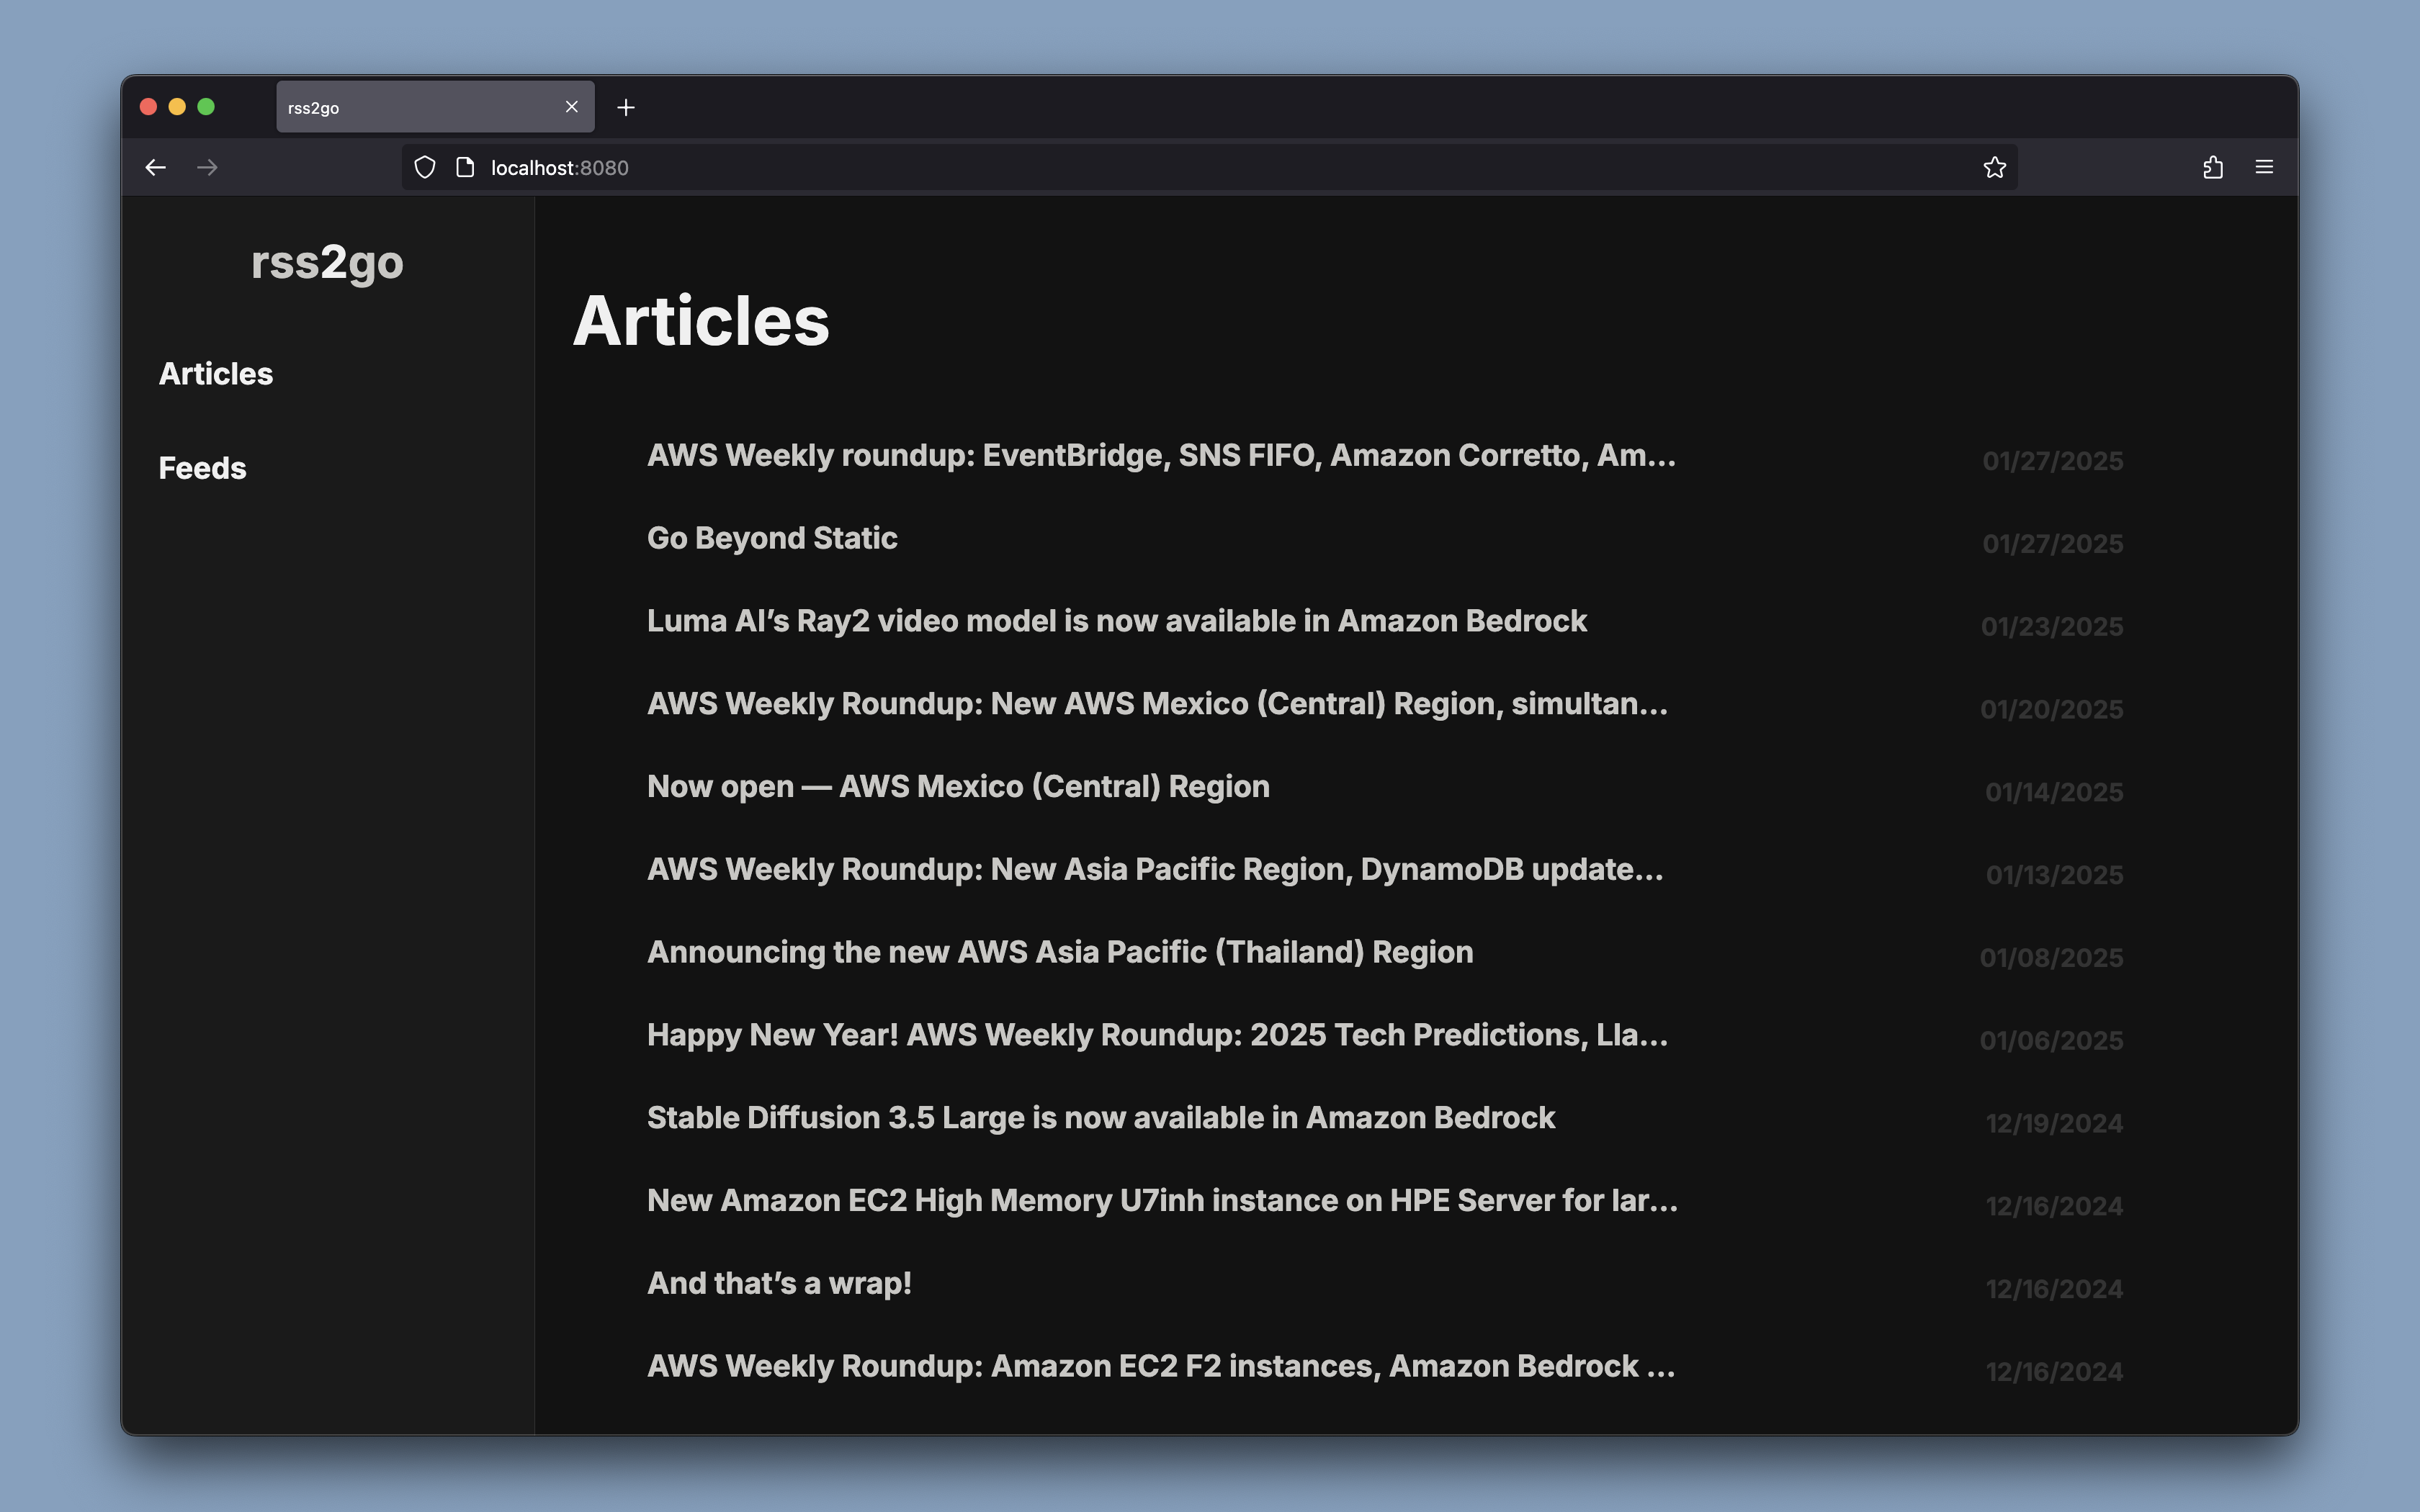 rss2go
localhost:8080
rss2go
Articles
Feeds
Articles
AWS Weekly roundup: EventBridge, SNS FIFO, Amazon Corretto, Am... 01/27/2025
Go Beyond Static 01/27/2025
Luma AI’s Ray2 video model is now available in Amazon Bedrock 01/23/2025
AWS Weekly Roundup: New AWS Mexico (Central) Region, simultan... 01/20/2025
Now open — AWS Mexico (Central) Region 01/14/2025
AWS Weekly Roundup: New Asia Pacific Region, DynamoDB update... 01/13/2025
Announcing the new AWS Asia Pacific (Thailand) Region 01/08/2025
Happy New Year! AWS Weekly Roundup: 2025 Tech Predictions, Lla... 01/06/2025
Stable Diffusion 3.5 Large is now available in Amazon Bedrock 12/19/2024
New Amazon EC2 High Memory U7inh instance on HPE Server for lar... 12/16/2024
And that’s a wrap! 12/16/2024
AWS Weekly Roundup: Amazon EC2 F2 instances, Amazon Bedrock ... 12/16/2024